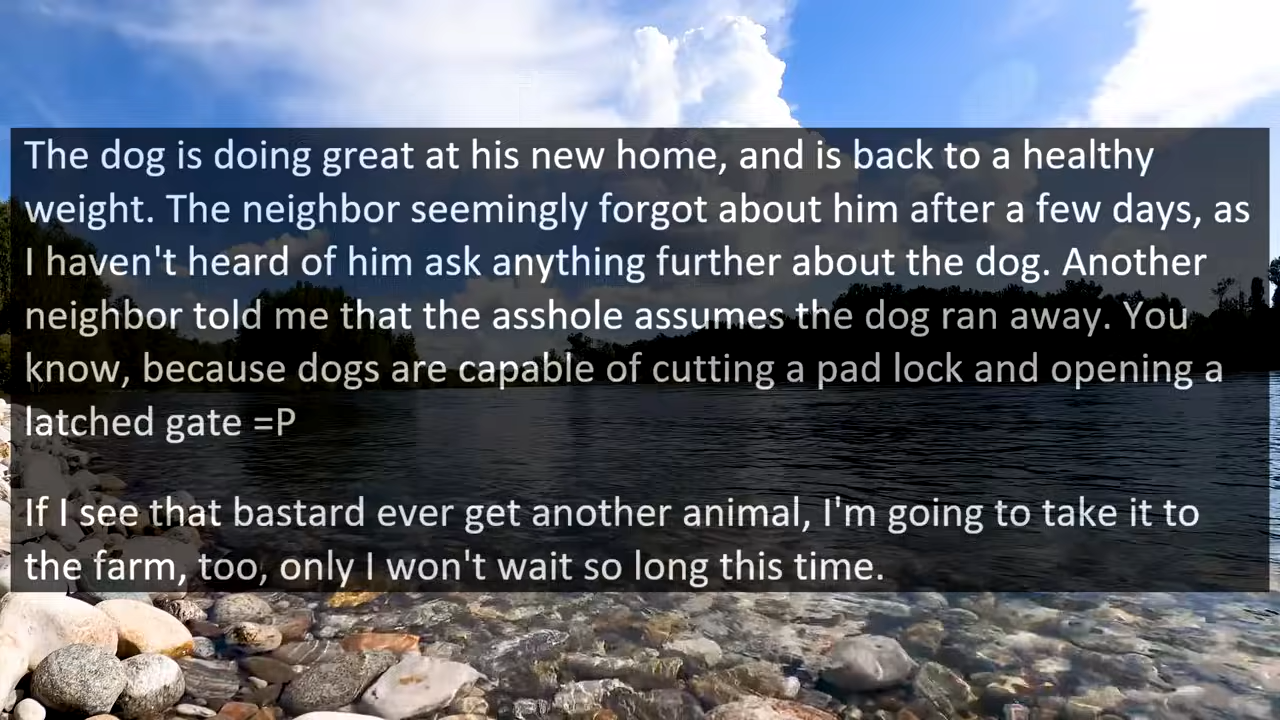 The dog is doing great at his new home, and is back to a healthy
weight. The neighbor seemingly forgot about him after a few days, as
I haven't heard of him ask anything further about the dog. Another
neighbor told me that the asshole assumes the dog ran away. You
know, because dogs are capable of cutting a pad lock and opening a
latched gate =P
If I see that bastard ever get another animal, I'm going to take it to
the farm, too, only I won't wait so long this time.